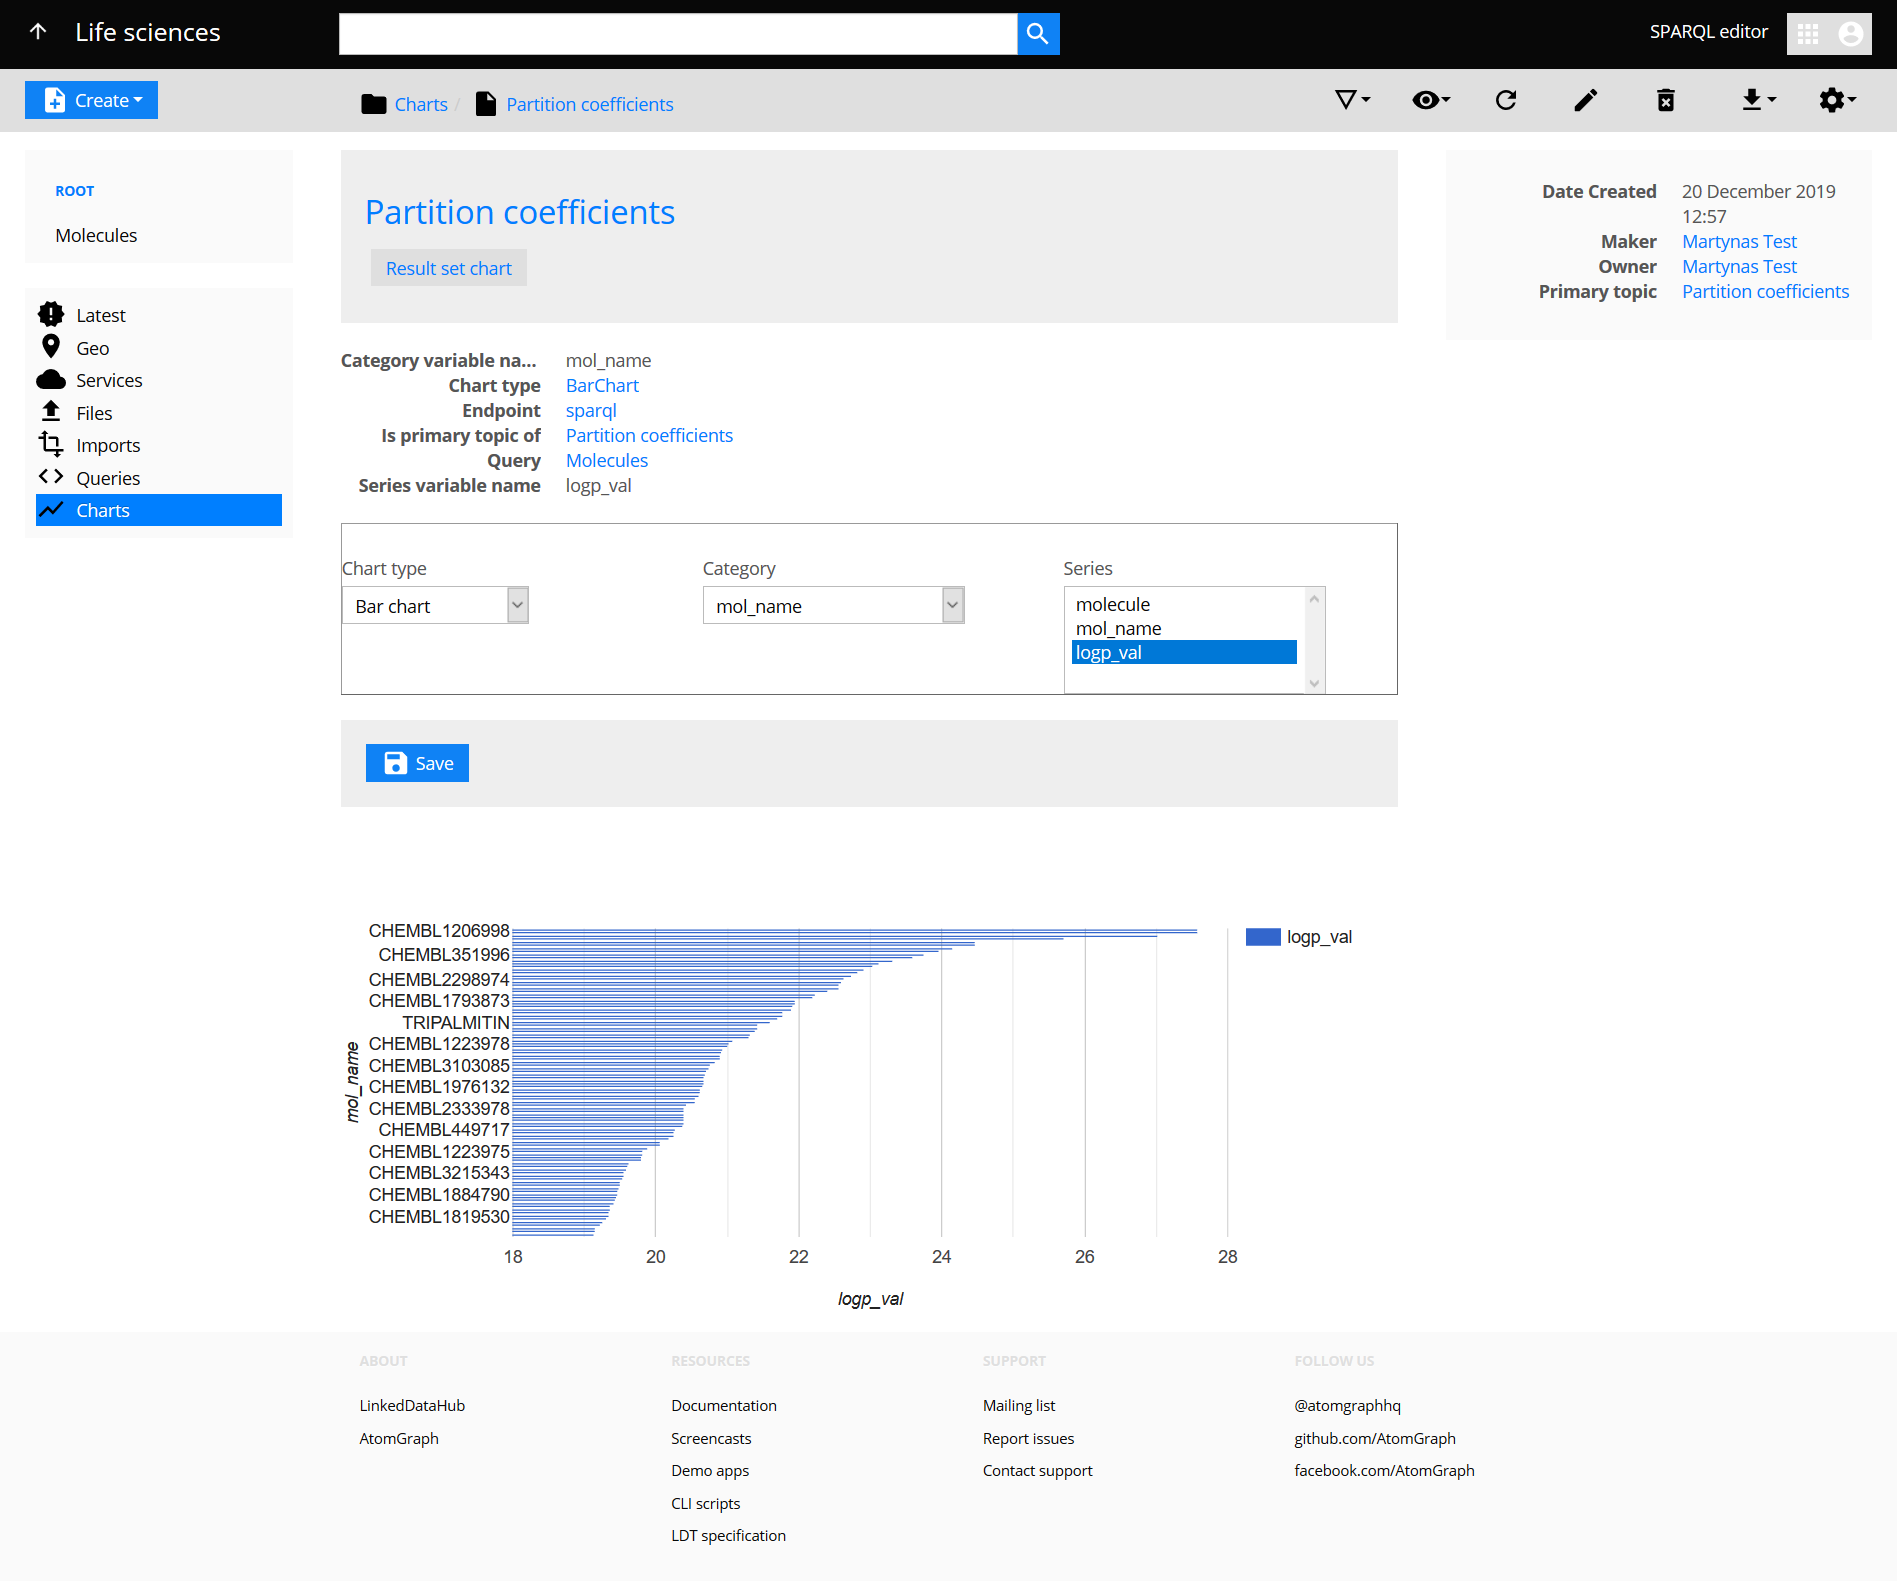 Life sciences
SPARQL editor
Create
Charts / Partition coefficients
ROOT
Molecules
Latest
Geo
Services
Files
Imports
Queries
Charts
Partition coefficients
Result set chart
Category variable na... mol_name
Chart type BarChart
Endpoint sparql
Is primary topic of Partition coefficients
Query Molecules
Series variable name logp_val
Date Created 20 December 2019
12:57
Maker Martynas Test
Owner Martynas Test
Primary topic Partition coefficients
Chart type
Bar chart
Category
mol_name
Series
molecule
mol_name
logp_val
Save
mol_name
CHEMBL1206998
CHEMBL351996
CHEMBL2298974
CHEMBL1793873
TRIPALMITIN
CHEMBL1223978
CHEMBL3103085
CHEMBL1976132
CHEMBL2333978
CHEMBL449717
CHEMBL1223975
CHEMBL3215343
CHEMBL1884790
CHEMBL1819530
18 20 22 24 26 28
logp_val
logp_val
ABOUT
LinkedDataHub
AtomGraph
RESOURCES
Documentation
Screencasts
Demo apps
CLI scripts
LDT specification
SUPPORT
Mailing list
Report issues
Contact support
FOLLOW US
@atomgraphhq
github.com/AtomGraph
facebook.com/AtomGraph